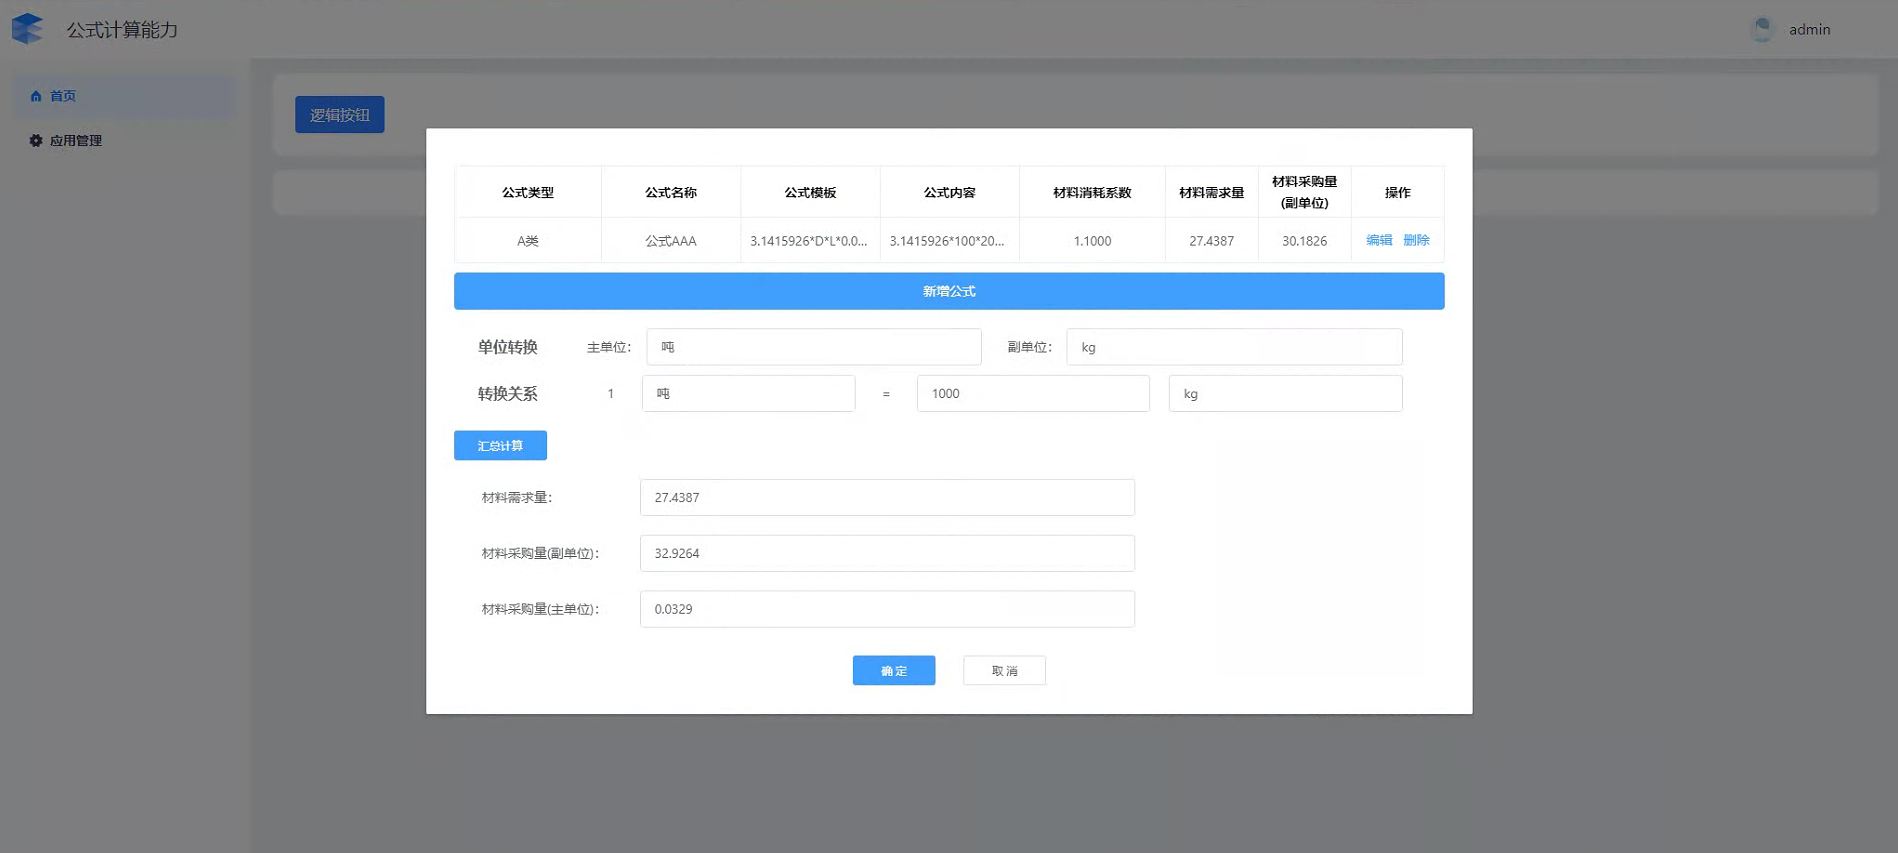 公式计算能力
admin
首页
应用管理
逻辑按钮
公式类型 公式名称 公式模板 公式内容 材料消耗系数 材料需求量 材料采购量(副单位) 操作
A类 公式AAA 3.1415926*D*L*0.0... 3.1415926*100*20... 1.1000 27.4387 30.1826 编辑 删除
新增公式
单位转换 主单位: 吨 副单位: kg
转换关系 1 吨 = 1000 kg
汇总计算
材料需求量: 27.4387
材料采购量(副单位): 32.9264
材料采购量(主单位): 0.0329
确定 取消